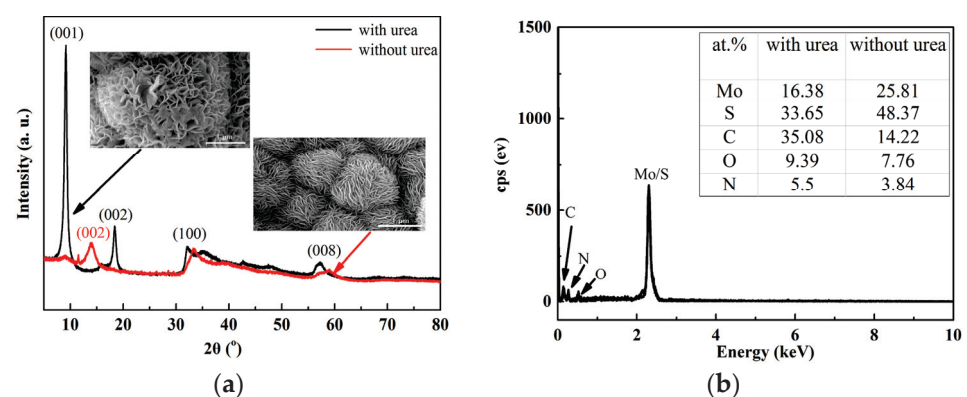 (a)
(001)
with urea
without urea
1 μm
(002)
(002)
(100)
(008)
Intensity (a. u.)
10 20 30 40 50 60 70 80
2θ (°)
(b)
1500
1000
500
0
at.% with urea without urea
Mo 16.38 25.81
S 33.65 48.37
C 35.08 14.22
O 9.39 7.76
N 5.5 3.84
Mo/S
C
N
O
cps (ev)
0 2 4 6 8 10
Energy (keV)